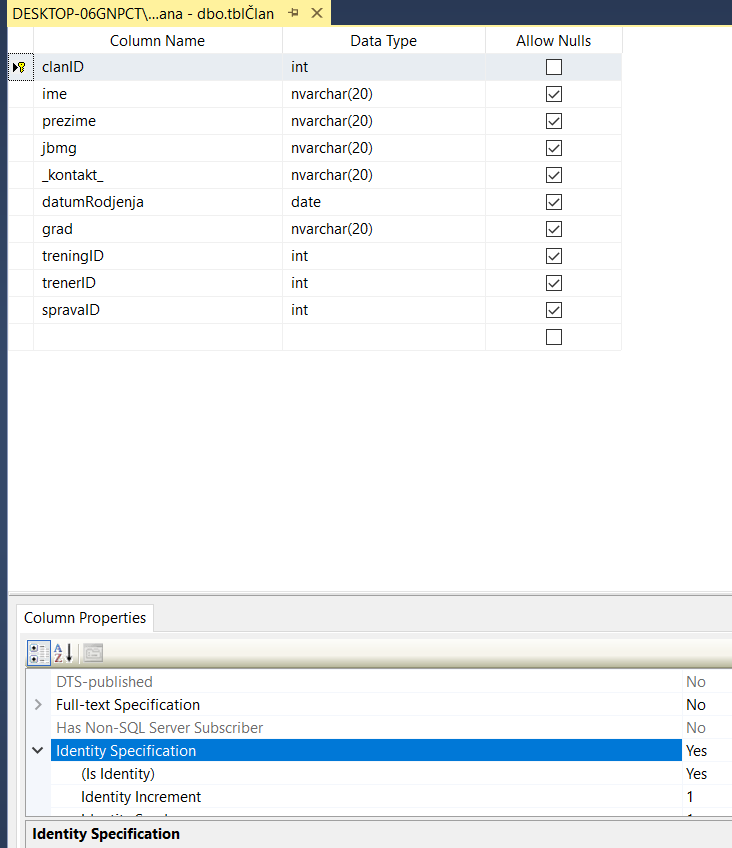 DESKTOP-06GNPCT\...ana - dbo.tblČlan
Column Name Data Type Allow Nulls
clanID int
ime nvarchar(20)
prezime nvarchar(20)
jbmg nvarchar(20)
_kontakt_ nvarchar(20)
datumRodjenja date
grad nvarchar(20)
treningID int
trenerID int
spravaID int
Column Properties
DTS-published No
Full-text Specification No
Has Non-SQL Server Subscriber No
Identity Specification Yes
(Is Identity) Yes
Identity Increment 1
Identity Specification